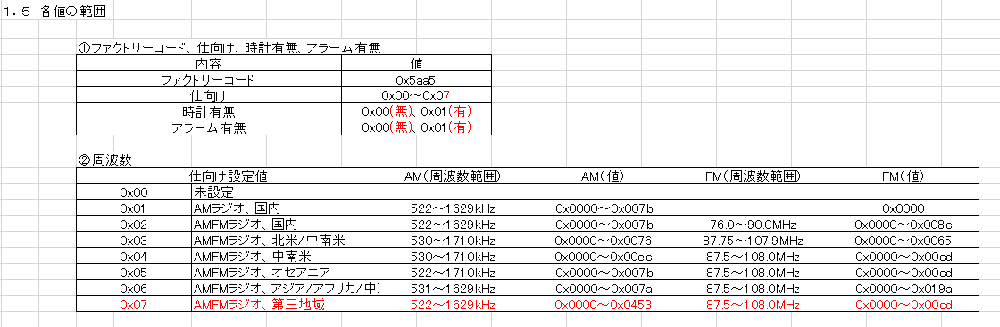 1.5 各値の範囲
①ファクトリーコード、仕向け、時計有無、アラーム有無
内容 値
ファクトリーコード 0x5aa5
仕向け 0x00～0x07
時計有無 0x00(無)、0x01(有)
アラーム有無 0x00(無)、0x01(有)
②周波数
仕向け設定値 AM(周波数範囲) AM(値) FM(周波数範囲) FM(値)
0x00 未設定 －
0x01 AMラジオ、国内 522～1629kHz 0x0000～0x007b － 0x0000
0x02 AMFMラジオ、国内 522～1629kHz 0x0000～0x007b 76.0～90.0MHz 0x0000～0x008c
0x03 AMFMラジオ、北米/中南米 530～1710kHz 0x0000～0x0076 87.75～107.9MHz 0x0000～0x0065
0x04 AMFMラジオ、中南米 530～1710kHz 0x0000～0x00ec 87.5～108.0MHz 0x0000～0x00cd
0x05 AMFMラジオ、オセアニア 522～1710kHz 0x0000～0x007b 87.5～108.0MHz 0x0000～0x00cd
0x06 AMFMラジオ、アジア/アフリカ/中 531～1629kHz 0x0000～0x007a 87.5～108.0MHz 0x0000～0x019a
0x07 AMFMラジオ、第三地域 522～1629kHz 0x0000～0x0453 87.5～108.0MHz 0x0000～0x00cd